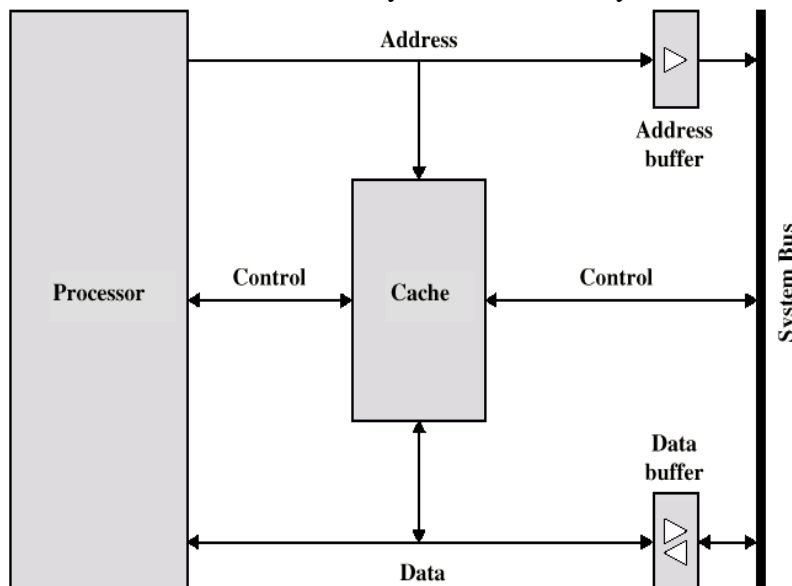 Address
Address
buffer
Processor
Control
Cache
Control
System Bus
Data
buffer
Data